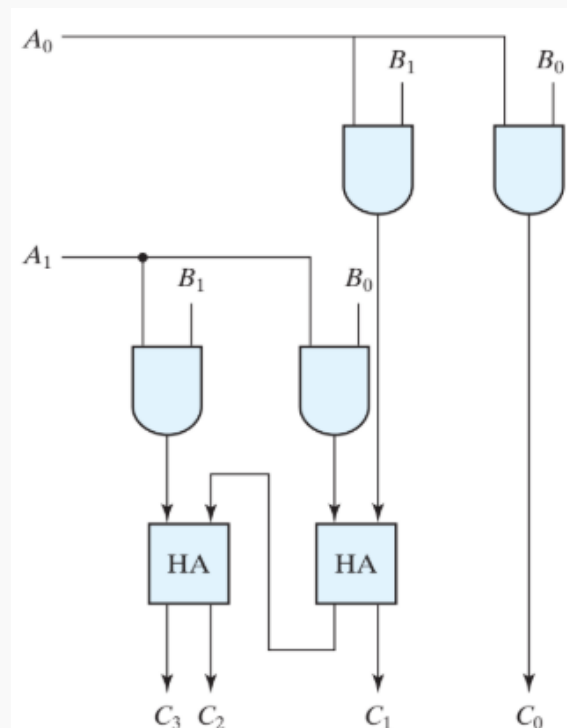 A₀
B₁ B₀
A₁
B₁ B₀
HA HA
C₃ C₂ C₁ C₀